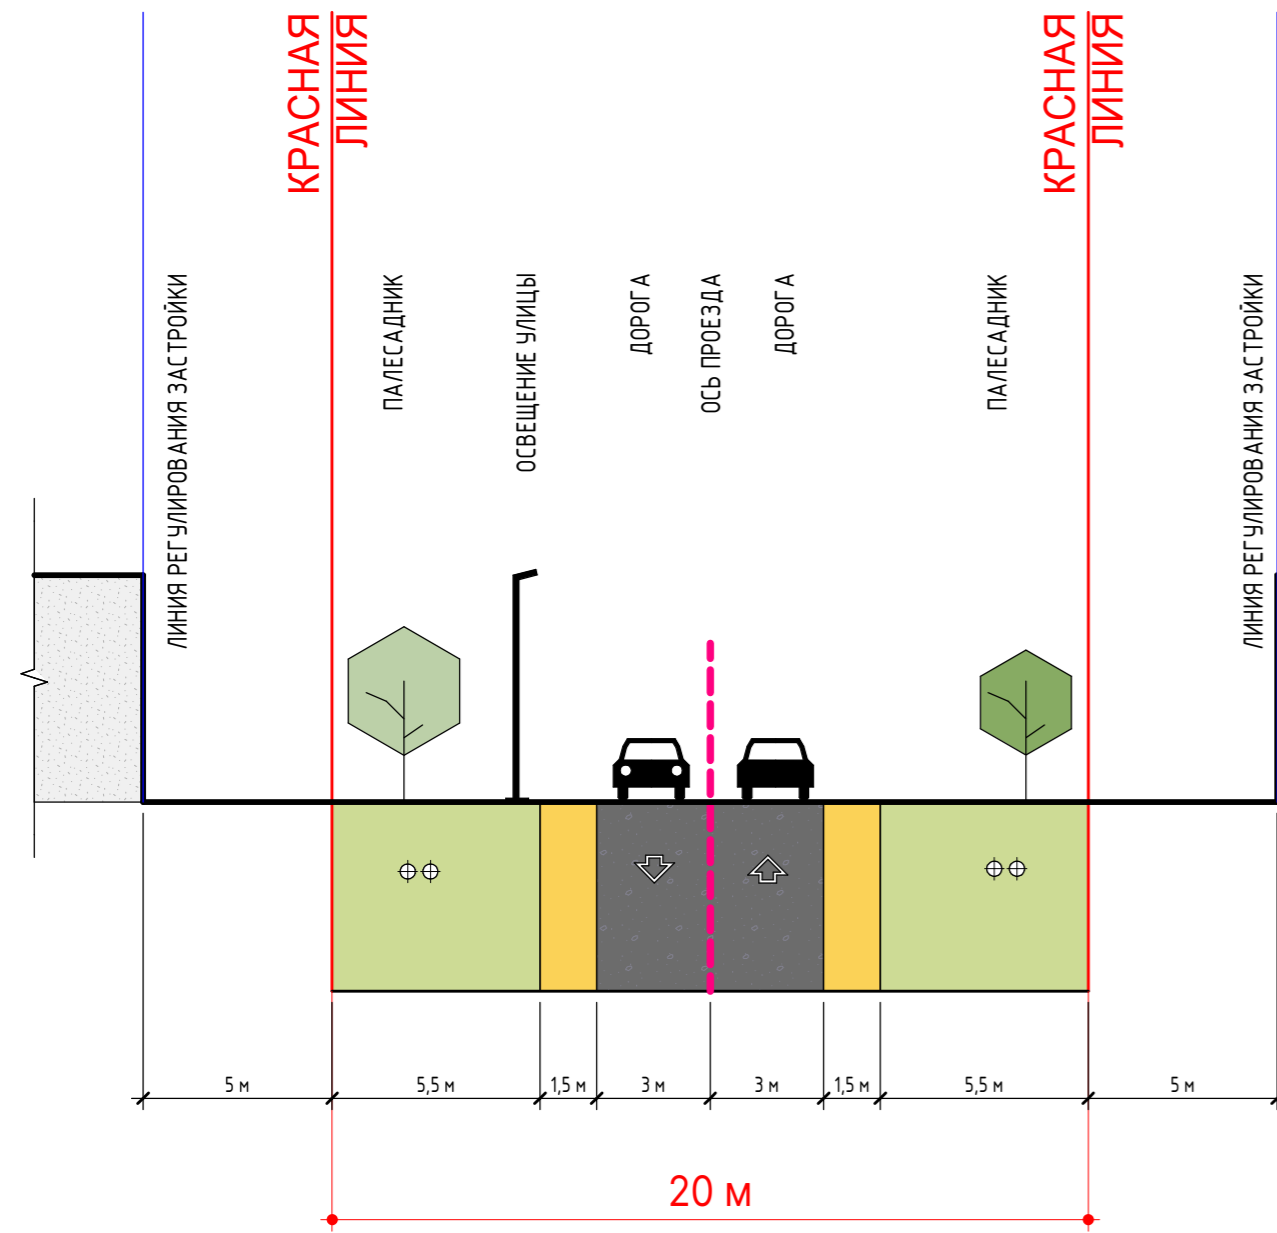 КРАСНАЯ
ЛИНИЯ
КРАСНАЯ
ЛИНИЯ
ЛИНИЯ РЕГУЛИРОВАНИЯ ЗАСТРОЙКИ
ПАЛЕСАДНИК
ОСВЕЩЕНИЕ УЛИЦЫ
ДОРОГА
ОСЬ ПРОЕЗДА
ДОРОГА
ПАЛЕСАДНИК
ЛИНИЯ РЕГУЛИРОВАНИЯ ЗАСТРОЙКИ
5 м
5,5 м
1,5 м
3 м
3 м
1,5 м
5,5 м
5 м
20 м